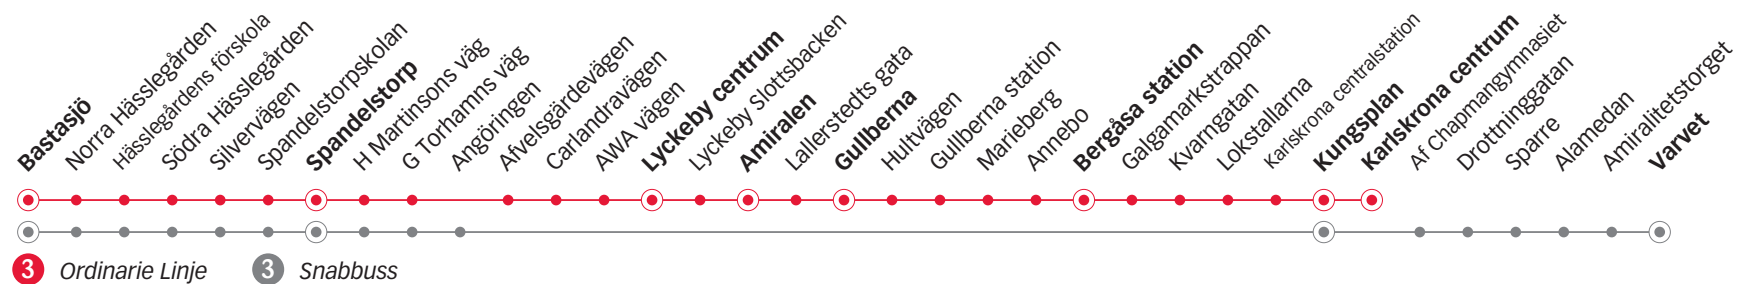 Bastasjö
Norra Hässlegården
Hässlegårdens förskola
Södra Hässlegården
Silvervägen
Spandelstorpskolan
Spandelstorp
H Martinsons väg
G Torhamns väg
Angöringen
Afvelsgärdevägen
Carlandravägen
AWA vägen
Lyckeby centrum
Lyckeby Slottsbacken
Amiralen
Lallerstedts gata
Gullberna
Hultvägen
Gullberna station
Marieberg
Annebo
Bergåsa station
Galgamarkstrappan
Kvarngatan
Lokstallarna
Karlskrona centralstation
Kungsplan
Karlskrona centrum
Af Chapmangymnasiet
Drottninggatan
Sparre
Alamedan
Amiralitetstorget
Varvet
3 Ordinarie Linje
3 Snabbuss